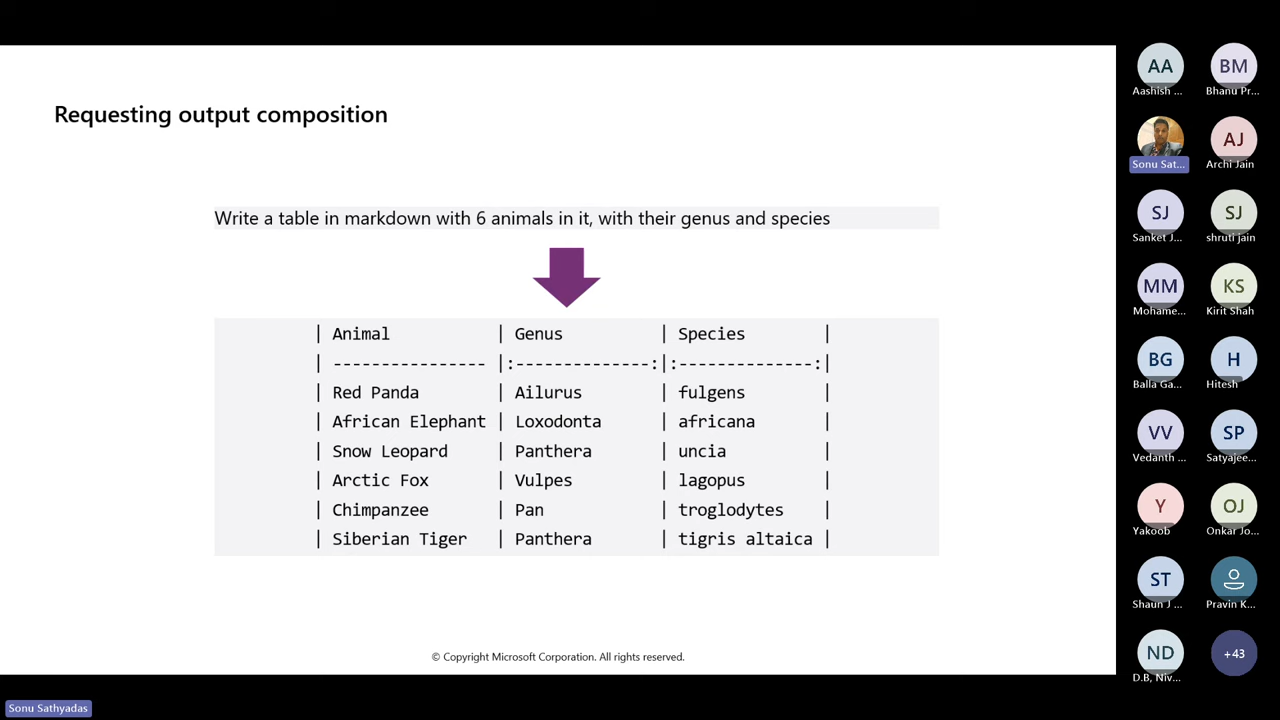 Requesting output composition
Write a table in markdown with 6 animals in it, with their genus and species
| Animal | Genus | Species |
| ---------------- |:--------------:|:--------------:|
| Red Panda | Ailurus | fulgens |
| African Elephant | Loxodonta | africana |
| Snow Leopard | Panthera | uncia |
| Arctic Fox | Vulpes | lagopus |
| Chimpanzee | Pan | troglodytes |
| Siberian Tiger | Panthera | tigris altaica |
© Copyright Microsoft Corporation. All rights reserved.
Sonu Sathyadas
AA BM
Aashish ... Bhanu Pr...
AJ
Sonu Sat... Archi Jain
SJ SJ
Sanket J... shruti jain
MM KS
Mohame... Kirit Shah
BG H
Balla Ga... Hitesh
VV SP
Vedanth ... Satyajee...
Y OJ
Yakoob Onkar Jo...
ST
Shaun J ... Pravin K...
ND +43
D.B, Niv...